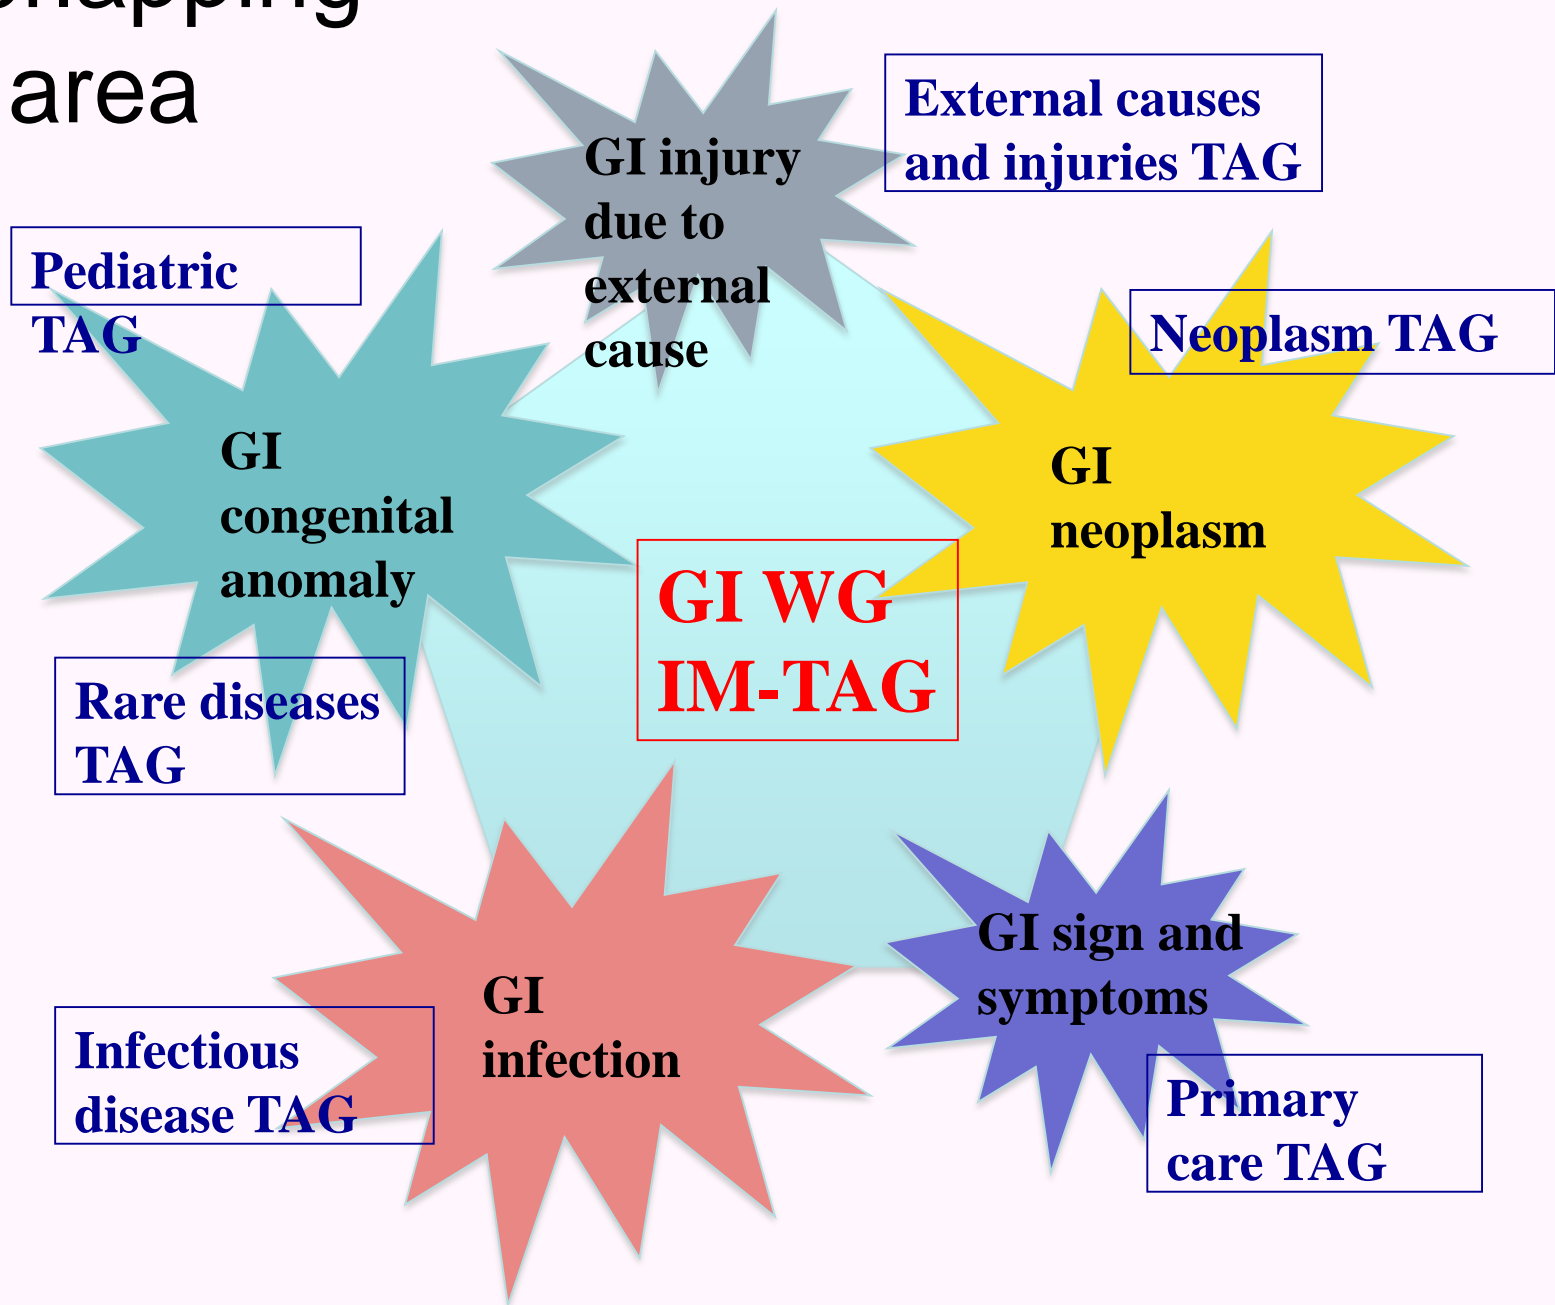 area
External causes
and injuries TAG
GI injury
due to
external
cause
Pediatric
TAG
Neoplasm TAG
GI
congenital
anomaly
GI
neoplasm
GI WG
IM-TAG
Rare diseases
TAG
GI sign and
symptoms
GI
infection
Infectious
disease TAG
Primary
care TAG